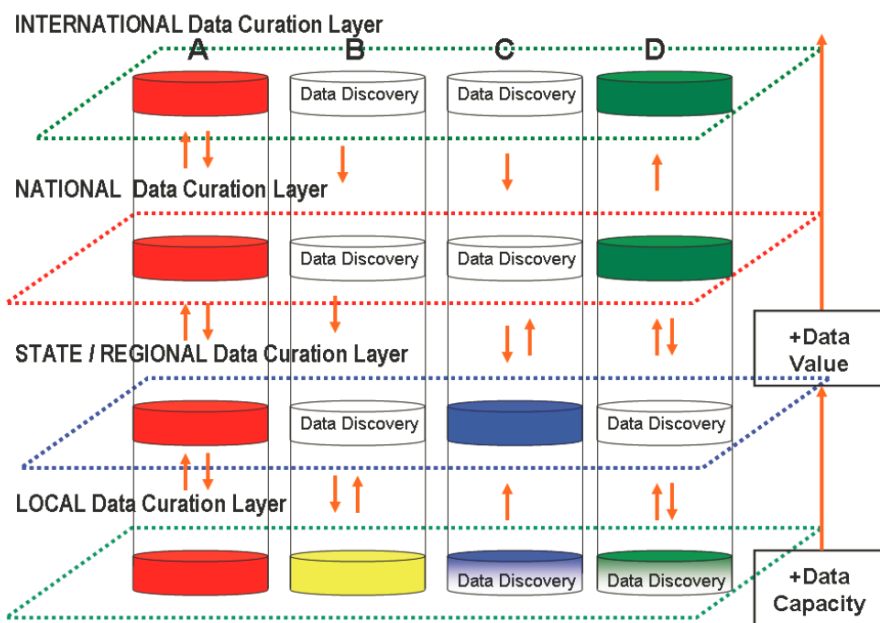 INTERNATIONAL Data Curation Layer
A B C D
Data Discovery Data Discovery
NATIONAL Data Curation Layer
Data Discovery Data Discovery
+Data
Value
STATE / REGIONAL Data Curation Layer
Data Discovery Data Discovery
LOCAL Data Curation Layer
Data Discovery Data Discovery
+Data
Capacity